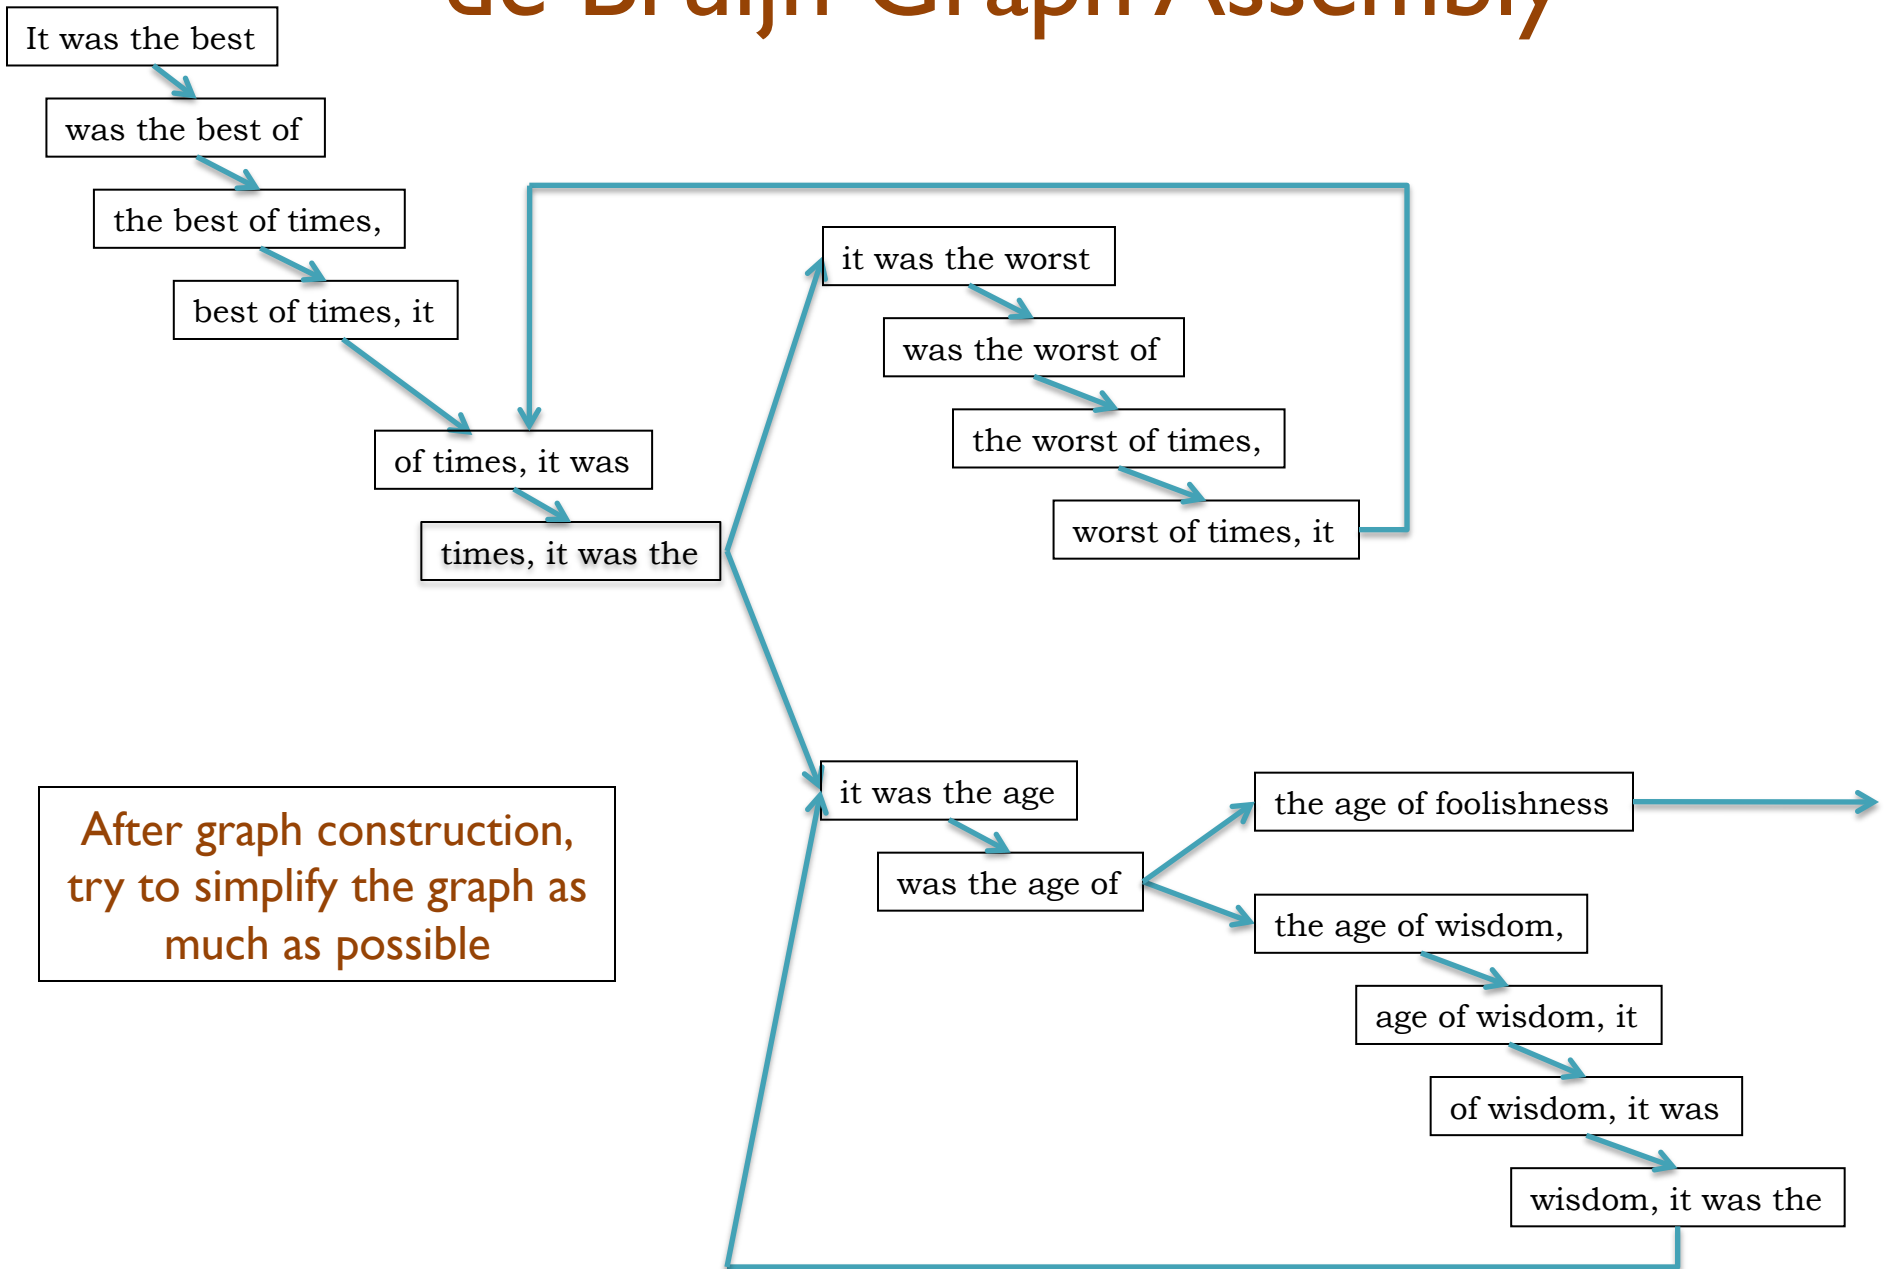 de Bruijn Graph Assembly
It was the best
was the best of
the best of times,
best of times, it
of times, it was
times, it was the
it was the worst
was the worst of
the worst of times,
worst of times, it
it was the age
was the age of
the age of foolishness
the age of wisdom,
age of wisdom, it
of wisdom, it was
wisdom, it was the
After graph construction,
try to simplify the graph as
much as possible